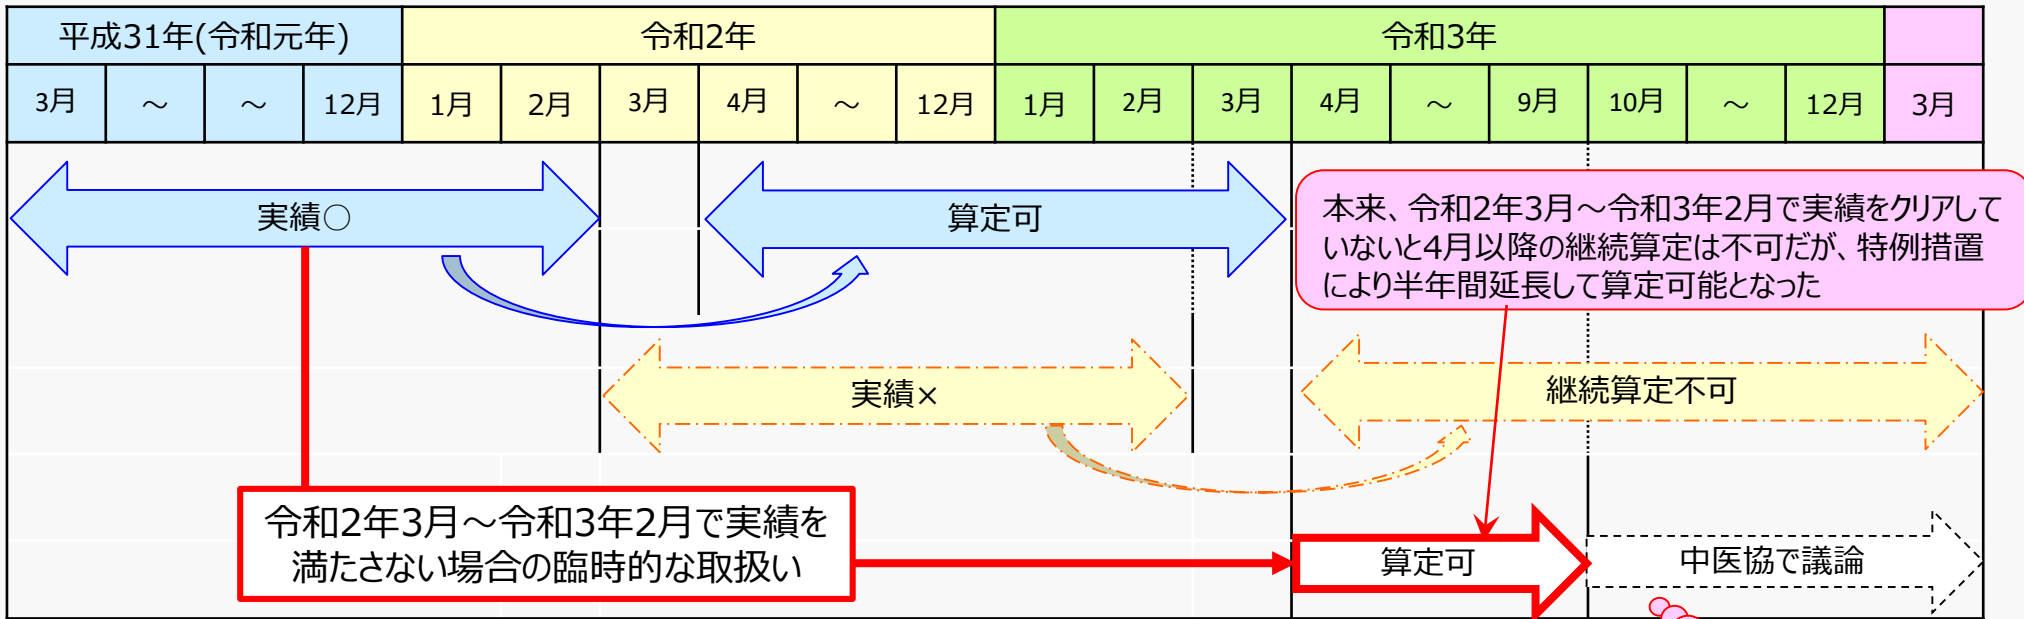 平成31年(令和元年)
令和2年
令和3年
3月
～
～
12月
1月
2月
3月
4月
～
12月
1月
2月
3月
4月
～
9月
10月
～
12月
3月
実績○
算定可
本来、令和2年3月～令和3年2月で実績をクリアして
いないと4月以降の継続算定は不可だが、特例措置
により半年間延長して算定可能となった
実績×
継続算定不可
令和2年3月～令和3年2月で実績を
満たさない場合の臨時的な取扱い
算定可
中医協で議論